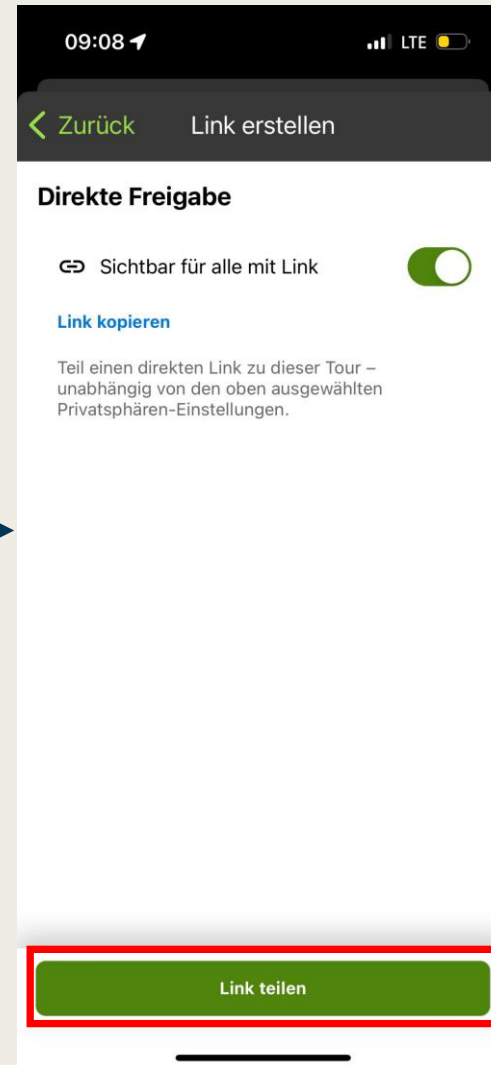 09:08 LTE
Zurück Link erstellen
Direkte Freigabe
Sichtbar für alle mit Link
Link kopieren
Teil einen direkten Link zu dieser Tour –
unabhängig von den oben ausgewählten
Privatsphären-Einstellungen.
Link teilen